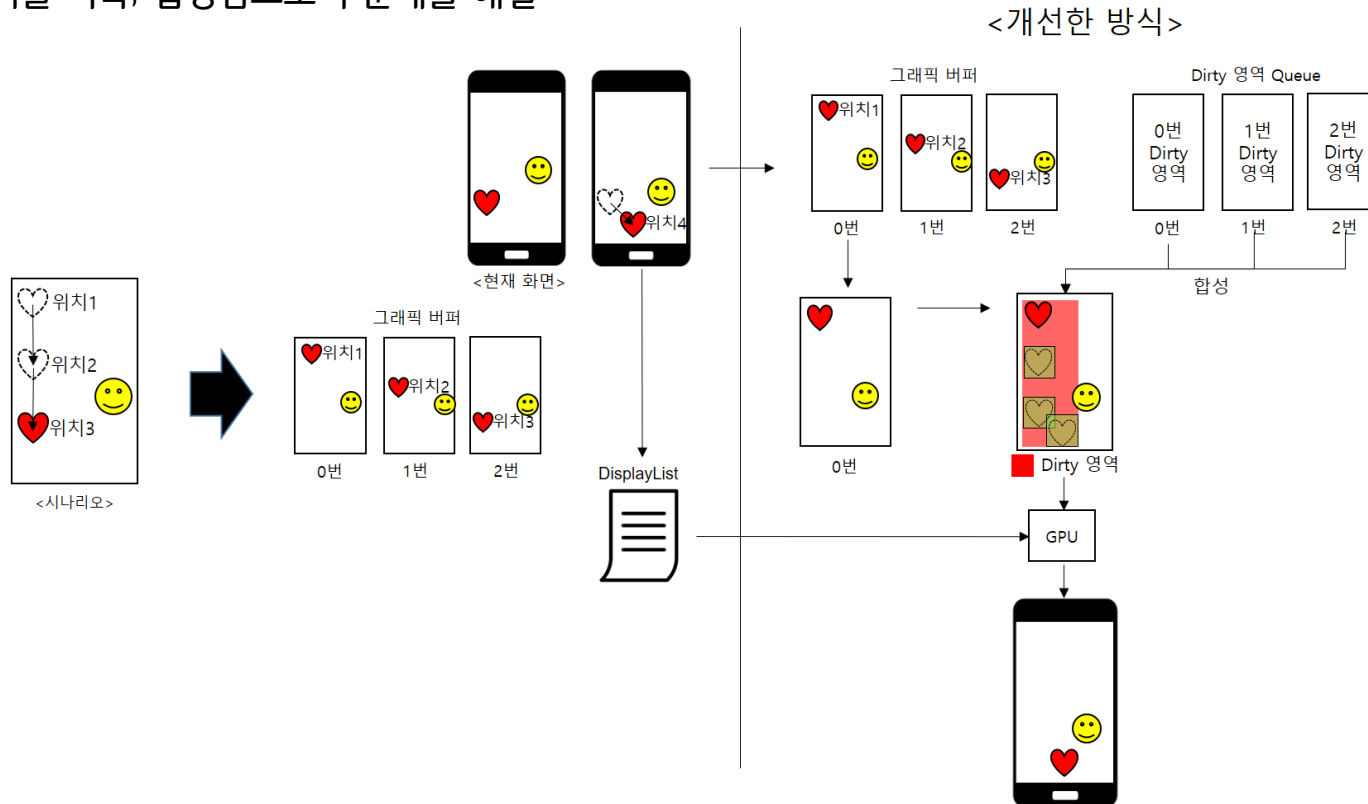 <개선한 방식>
그래픽 버퍼
Dirty 영역 Queue
위치1
위치2
위치3
0번
Dirty
영역
1번
Dirty
영역
2번
Dirty
영역
0번
1번
2번
0번
1번
2번
합성
위치4
<현재 화면>
위치1
위치2
위치3
<시나리오>
그래픽 버퍼
위치1
위치2
위치3
0번
1번
2번
DisplayList
0번
Dirty 영역
GPU